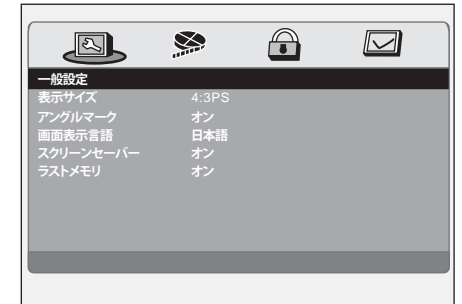 一般設定
表示サイズ 4:3PS
アングルマーク オン
画面表示言語 日本語
スクリーンセーバー オン
ラストメモリ オン